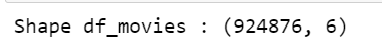 Shape df_movies : (924876, 6)